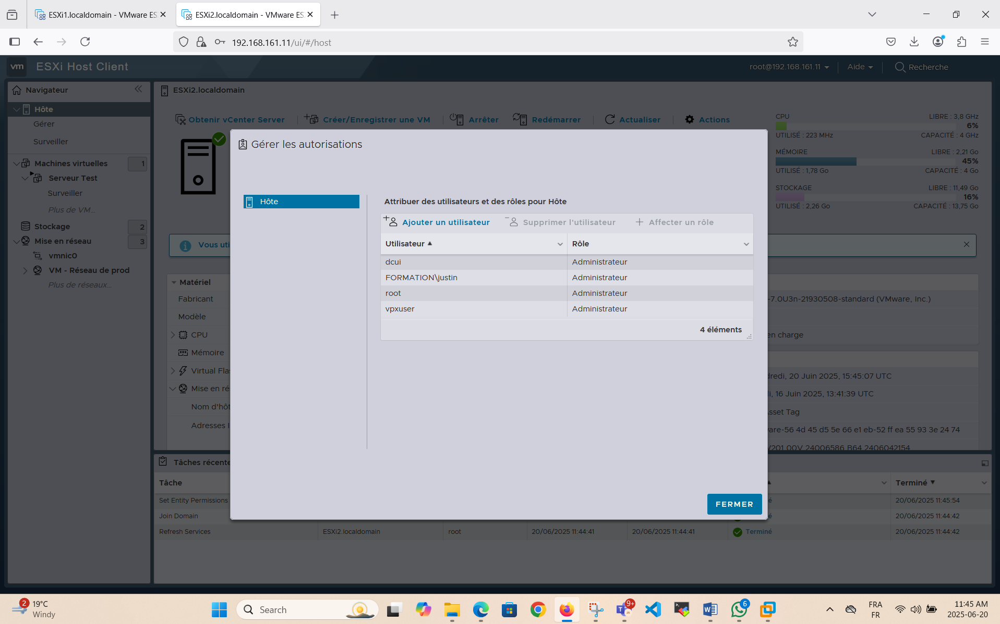 ESXi1.localdomain - VMware ES
ESXi2.localdomain - VMware ES
192.168.161.11/ui/#/host
vm ESXi Host Client
root@192.168.161.11
Aide
Recherche
Navigateur
Hôte
Gérer
Surveiller
Machines virtuelles 1
Serveur Test
Surveiller
Plus de VM...
Stockage 2
Mise en réseau 3
vmnic0
VM - Réseau de prod
Plus de réseaux...
ESXi2.localdomain
Obtenir vCenter Server
Créer/Enregistrer une VM
Arrêter
Redémarrer
Actualiser
Actions
CPU LIBRE : 3,8 GHz
6%
UTILISÉ : 223 MHz CAPACITÉ : 4 GHz
MÉMOIRE LIBRE : 2,21 Go
45%
UTILISÉ : 1,78 Go CAPACITÉ : 4 Go
STOCKAGE LIBRE : 11,49 Go
16%
UTILISÉ : 2,26 Go CAPACITÉ : 13,75 Go
Vous uti
Matériel
Fabricant
Modèle
CPU
Mémoire
Virtual Fla
Mise en ré
Nom d'hôt
Adresses I
Gérer les autorisations
Hôte
Attribuer des utilisateurs et des rôles pour Hôte
Ajouter un utilisateur
Supprimer l'utilisateur
Affecter un rôle
Utilisateur Rôle
dcui Administrateur
FORMATION\justin Administrateur
root Administrateur
vpxuser Administrateur
4 éléments
FERMER
-7.0U3n-21930508-standard (VMware, Inc.)
en charge
dredi, 20 Juin 2025, 15:45:07 UTC
i, 16 Juin 2025, 13:41:39 UTC
Asset Tag
are-56 4d 45 d5 5e 66 e1 eb-52 ff ea 55 93 3e 24 74
W201.00V.24006586.B64.2406042154
Tâches récente
Tâche
Terminé
Set Entity Permissions
é
20/06/2025 11:45:54
Join Domain
é
20/06/2025 11:44:42
Refresh Services ESXi2.localdomain root 20/06/2025 11:44:41 20/06/2025 11:44:41 Terminé 20/06/2025 11:44:42
2
19°C
Windy
Search
9+
6
FRA
FR
11:45 AM
2025-06-20